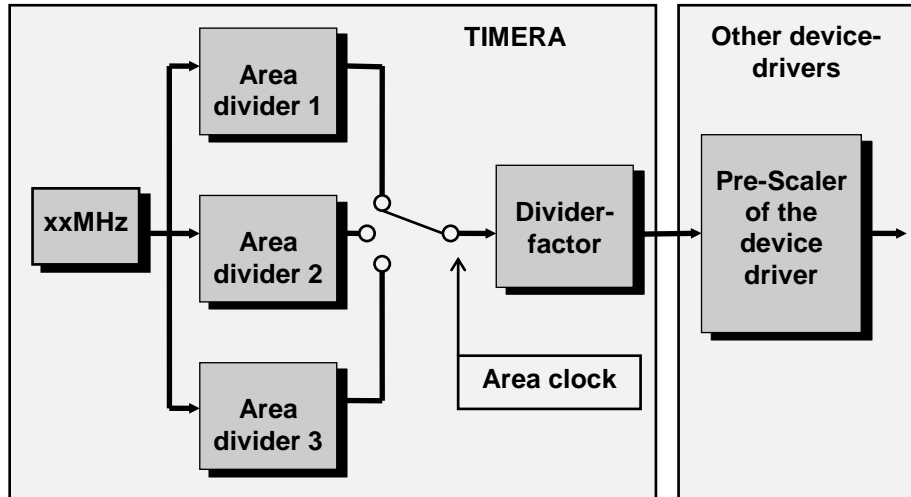 TIMERA
Area
divider 1
xxMHz
Area
divider 2
Area
divider 3
Divider-
factor
Area clock
Other device-
drivers
Pre-Scaler
of the
device
driver